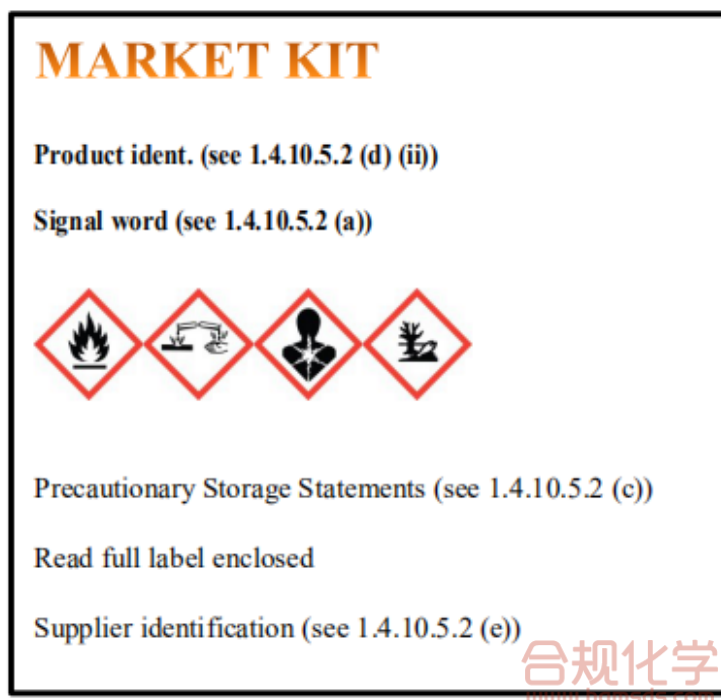 MARKET KIT
Product ident. (see 1.4.10.5.2 (d) (ii))
Signal word (see 1.4.10.5.2 (a))
Precautionary Storage Statements (see 1.4.10.5.2 (c))
Read full label enclosed
Supplier identification (see 1.4.10.5.2 (e))
合规化学